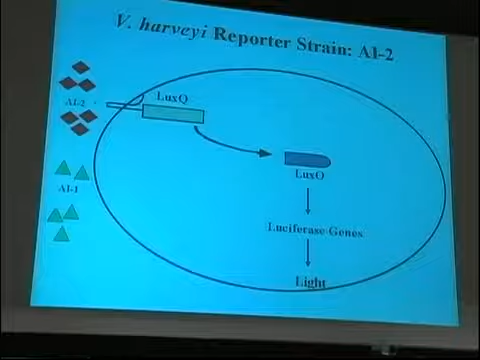 V. harveyi Reporter Strain: AI-2
LuxQ
AI-2
LuxO
AI-1
Luciferase Genes
Light